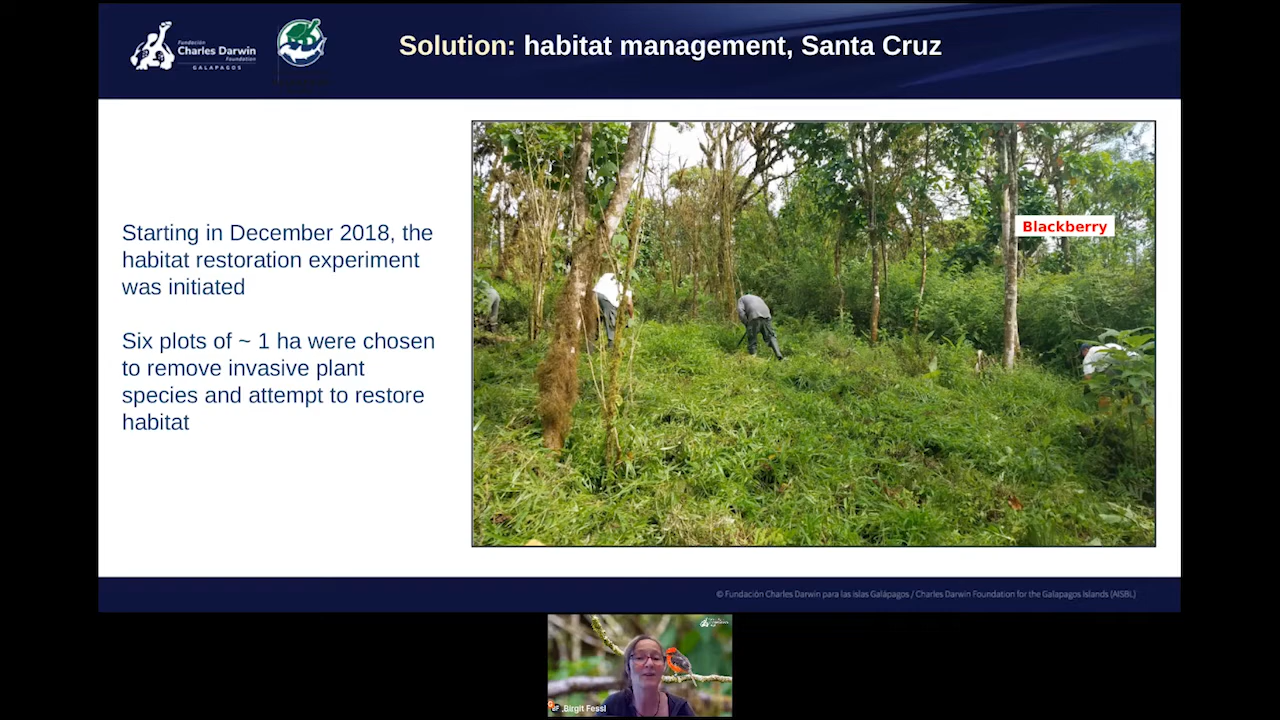 Fundación
Charles Darwin
Foundation
GALAPAGOS
Solution: habitat management, Santa Cruz
Starting in December 2018, the
habitat restoration experiment
was initiated
Six plots of ~ 1 ha were chosen
to remove invasive plant
species and attempt to restore
habitat
Blackberry
© Fundación Charles Darwin para las Islas Galápagos / Charles Darwin Foundation for the Galapagos Islands (AISBL)
Birgit Fessl